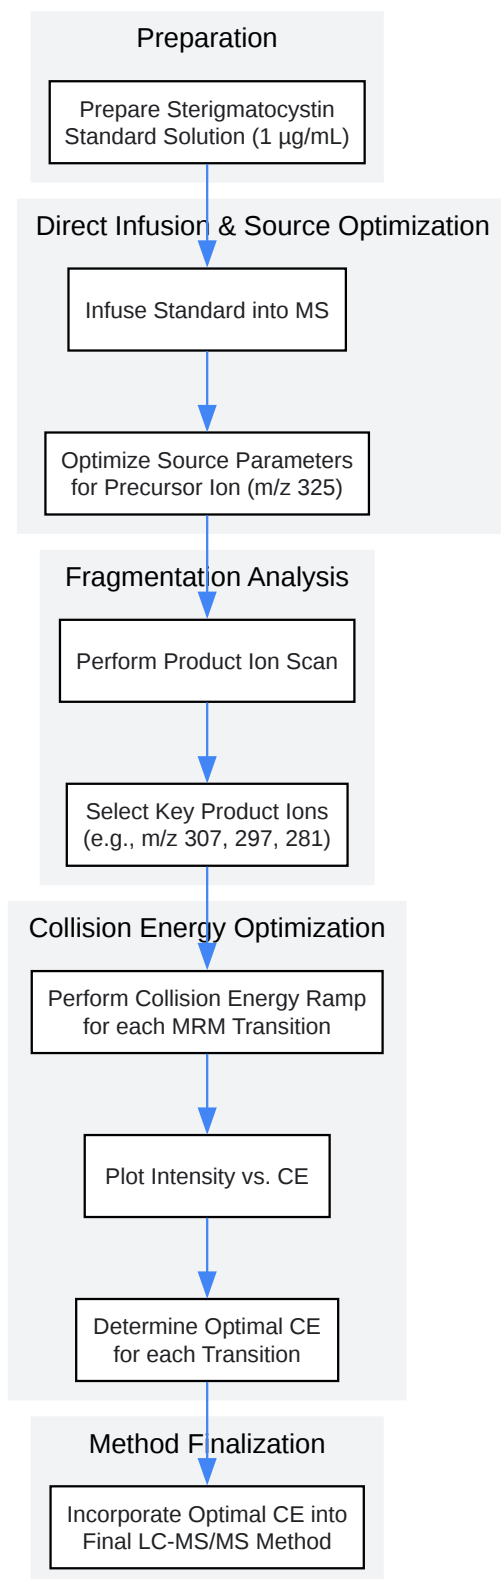 Preparation
Prepare Sterigmatocystin
Standard Solution (1 µg/mL)
Direct Infusion & Source Optimization
Infuse Standard into MS
Optimize Source Parameters
for Precursor Ion (m/z 325)
Fragmentation Analysis
Perform Product Ion Scan
Select Key Product Ions
(e.g., m/z 307, 297, 281)
Collision Energy Optimization
Perform Collision Energy Ramp
for each MRM Transition
Plot Intensity vs. CE
Determine Optimal CE
for each Transition
Method Finalization
Incorporate Optimal CE into
Final LC-MS/MS Method